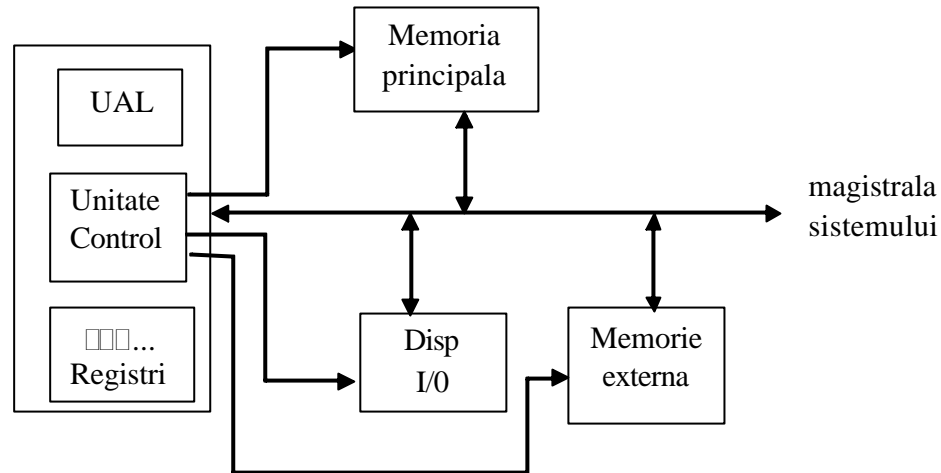 Memoria
principala
UAL
Unitate
Control
magistrala
sistemului
□□□...
Registri
Disp
I/0
Memorie
externa